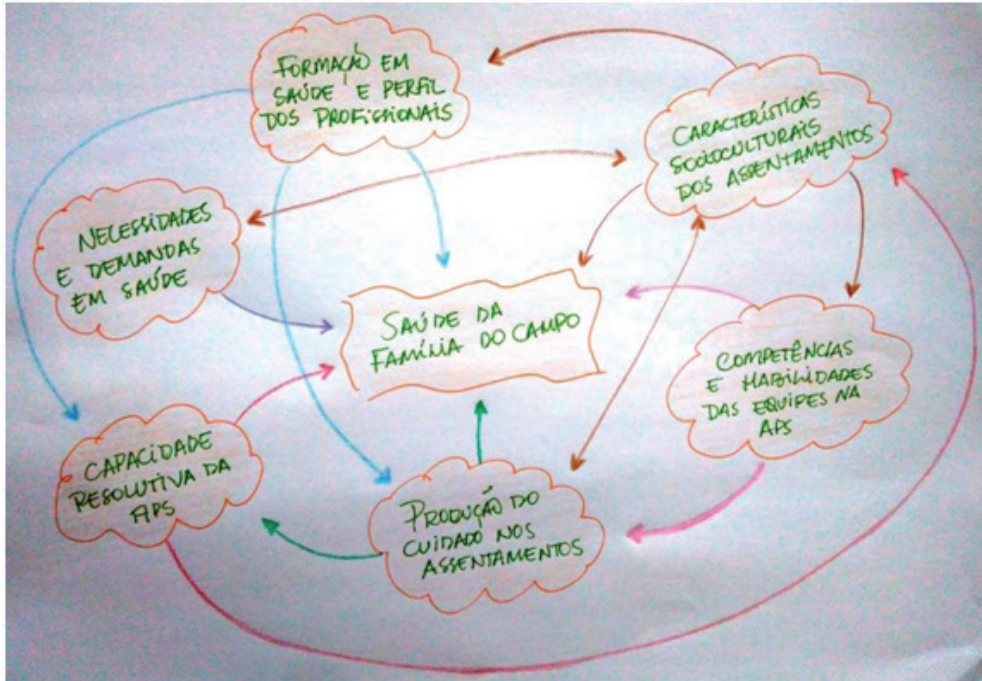 FORMAÇÃO EM
SAÚDE E PERFIL
DOS PROFISSIONAIS
CARACTERÍSTICAS
SOCIOCULTURAIS
DOS ASSENTAMENTOS
NECESSIDADES
E DEMANDAS
EM SAÚDE
SAÚDE DA
FAMÍLIA DO CAMPO
COMPETÊNCIAS
E HABILIDADES
DAS EQUIPES NA
APS
CAPACIDADE
RESOLUTIVA DA
APS
PRODUÇÃO DO
CUIDADO NOS
ASSENTAMENTOS